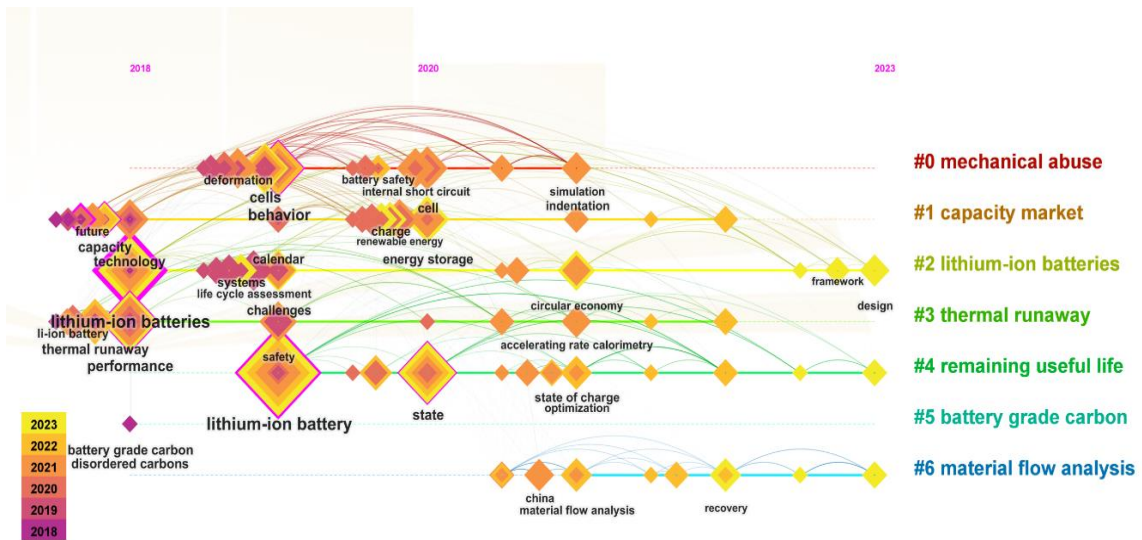 2018
2020
2023
#0 mechanical abuse
deformation
battery safety
cells
internal short circuit
simulation
indentation
behavior
cell
#1 capacity market
future
charge
renewable energy
capacity
technology
calendar
energy storage
#2 lithium-ion batteries
systems
life cycle assessment
framework
challenges
circular economy
design
lithium-ion batteries
#3 thermal runaway
li-ion battery
thermal runaway
accelerating rate calorimetry
safety
performance
#4 remaining useful life
state of charge
optimization
state
lithium-ion battery
#5 battery grade carbon
2023
2022
2021
2020
2019
2018
battery grade carbon
disordered carbons
#6 material flow analysis
china
material flow analysis
recovery